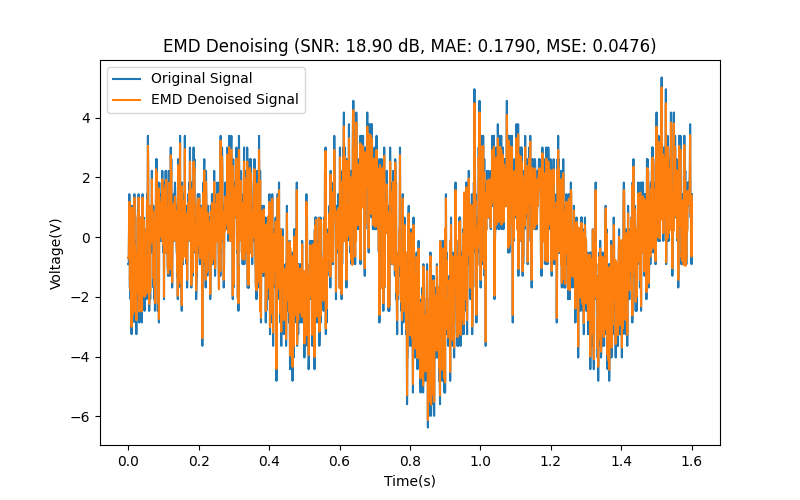 EMD Denoising (SNR: 18.90 dB, MAE: 0.1790, MSE: 0.0476)
Original Signal
EMD Denoised Signal
4
2
0
−2
−4
−6
Voltage(V)
0.0 0.2 0.4 0.6 0.8 1.0 1.2 1.4 1.6
Time(s)